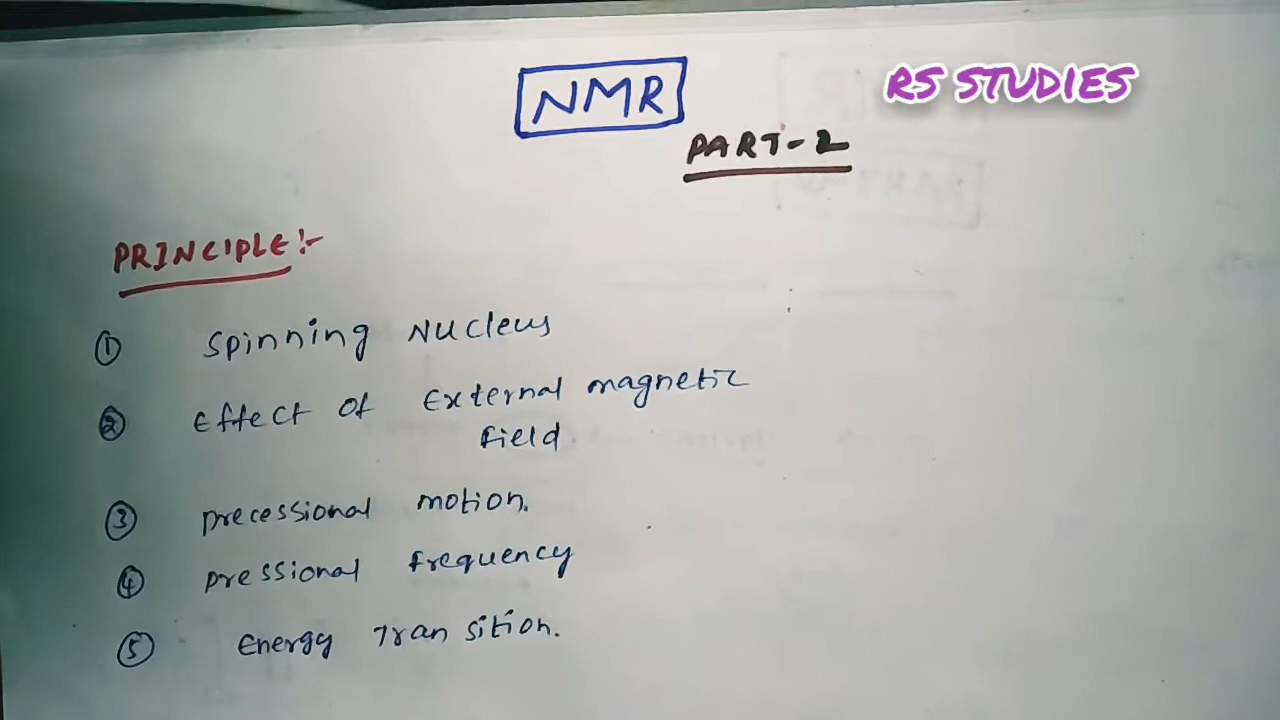 NMR
RS STUDIES
PART-2
PRINCIPLE:-
① Spinning Nucleus
② Effect of External magnetic
field
③ precessional motion.
④ pressional frequency
⑤ Energy Transition.